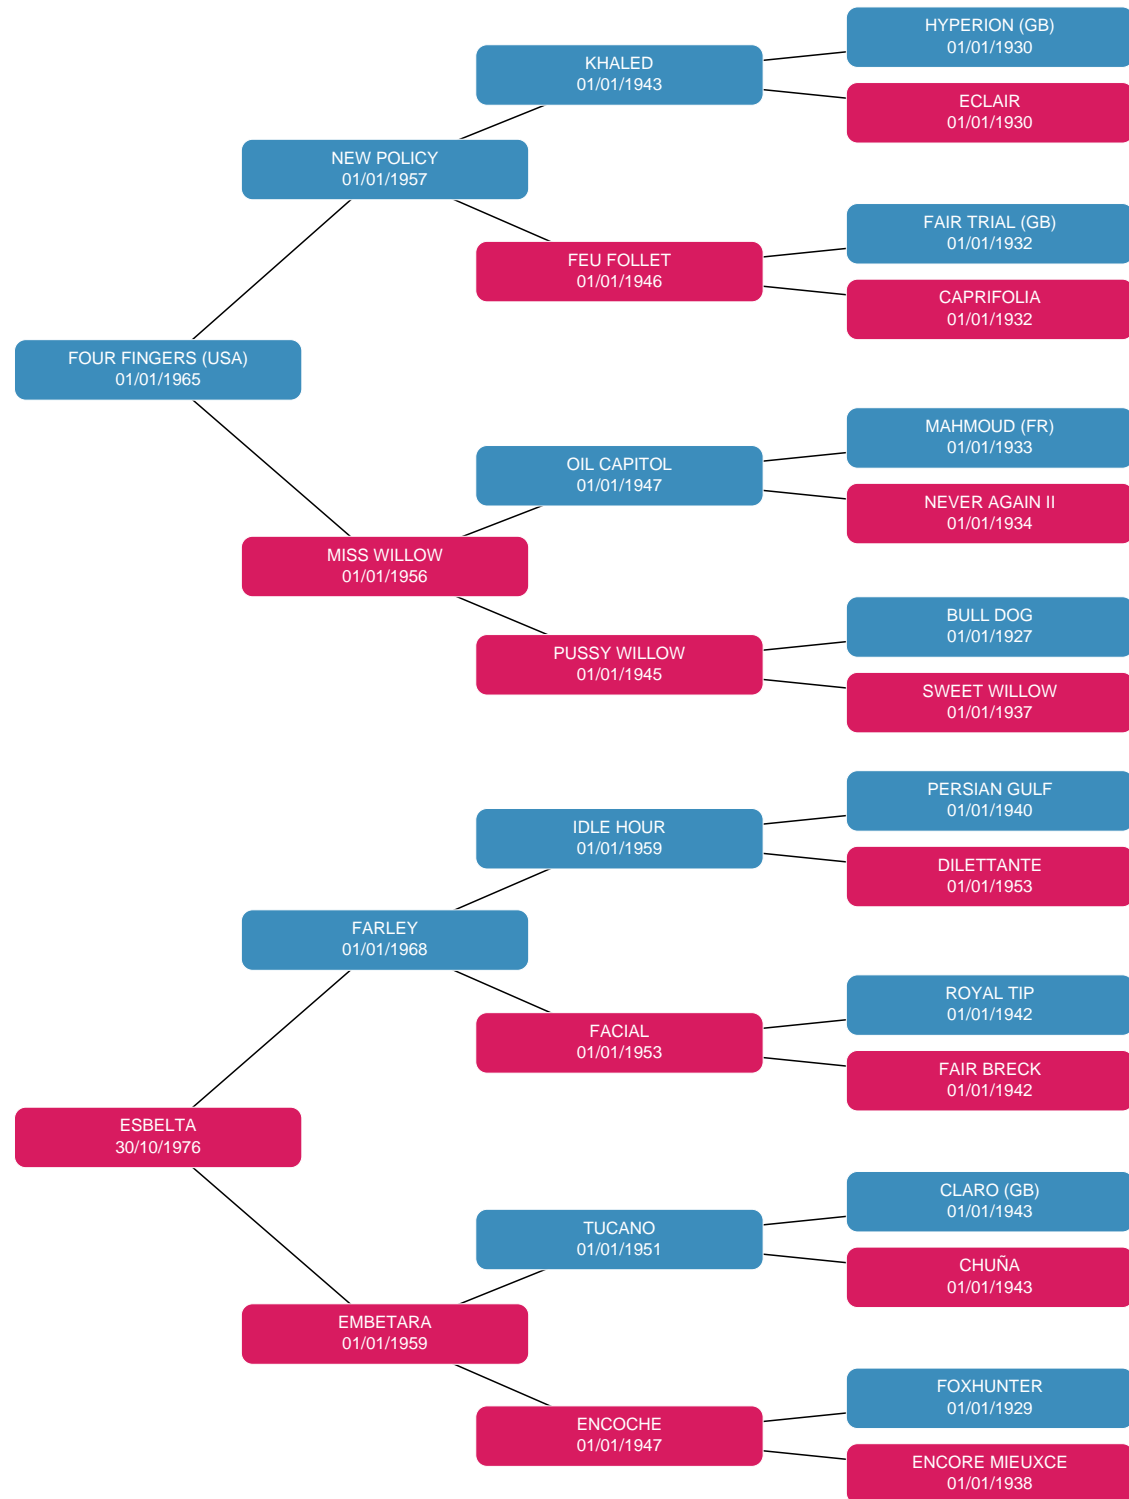 HYPERION (GB)
01/01/1930
KHALED
01/01/1943
ECLAIR
01/01/1930
NEW POLICY
01/01/1957
FAIR TRIAL (GB)
01/01/1932
FEU FOLLET
01/01/1946
CAPRIFOLIA
01/01/1932
FOUR FINGERS (USA)
01/01/1965
MAHMOUD (FR)
01/01/1933
OIL CAPITOL
01/01/1947
NEVER AGAIN II
01/01/1934
MISS WILLOW
01/01/1956
BULL DOG
01/01/1927
PUSSY WILLOW
01/01/1945
SWEET WILLOW
01/01/1937
PERSIAN GULF
01/01/1940
IDLE HOUR
01/01/1959
DILETTANTE
01/01/1953
FARLEY
01/01/1968
ROYAL TIP
01/01/1942
FACIAL
01/01/1953
FAIR BRECK
01/01/1942
ESBELTA
30/10/1976
CLARO (GB)
01/01/1943
TUCANO
01/01/1951
CHUÑA
01/01/1943
EMBETARA
01/01/1959
FOXHUNTER
01/01/1929
ENCOCHE
01/01/1947
ENCORE MIEUXCE
01/01/1938